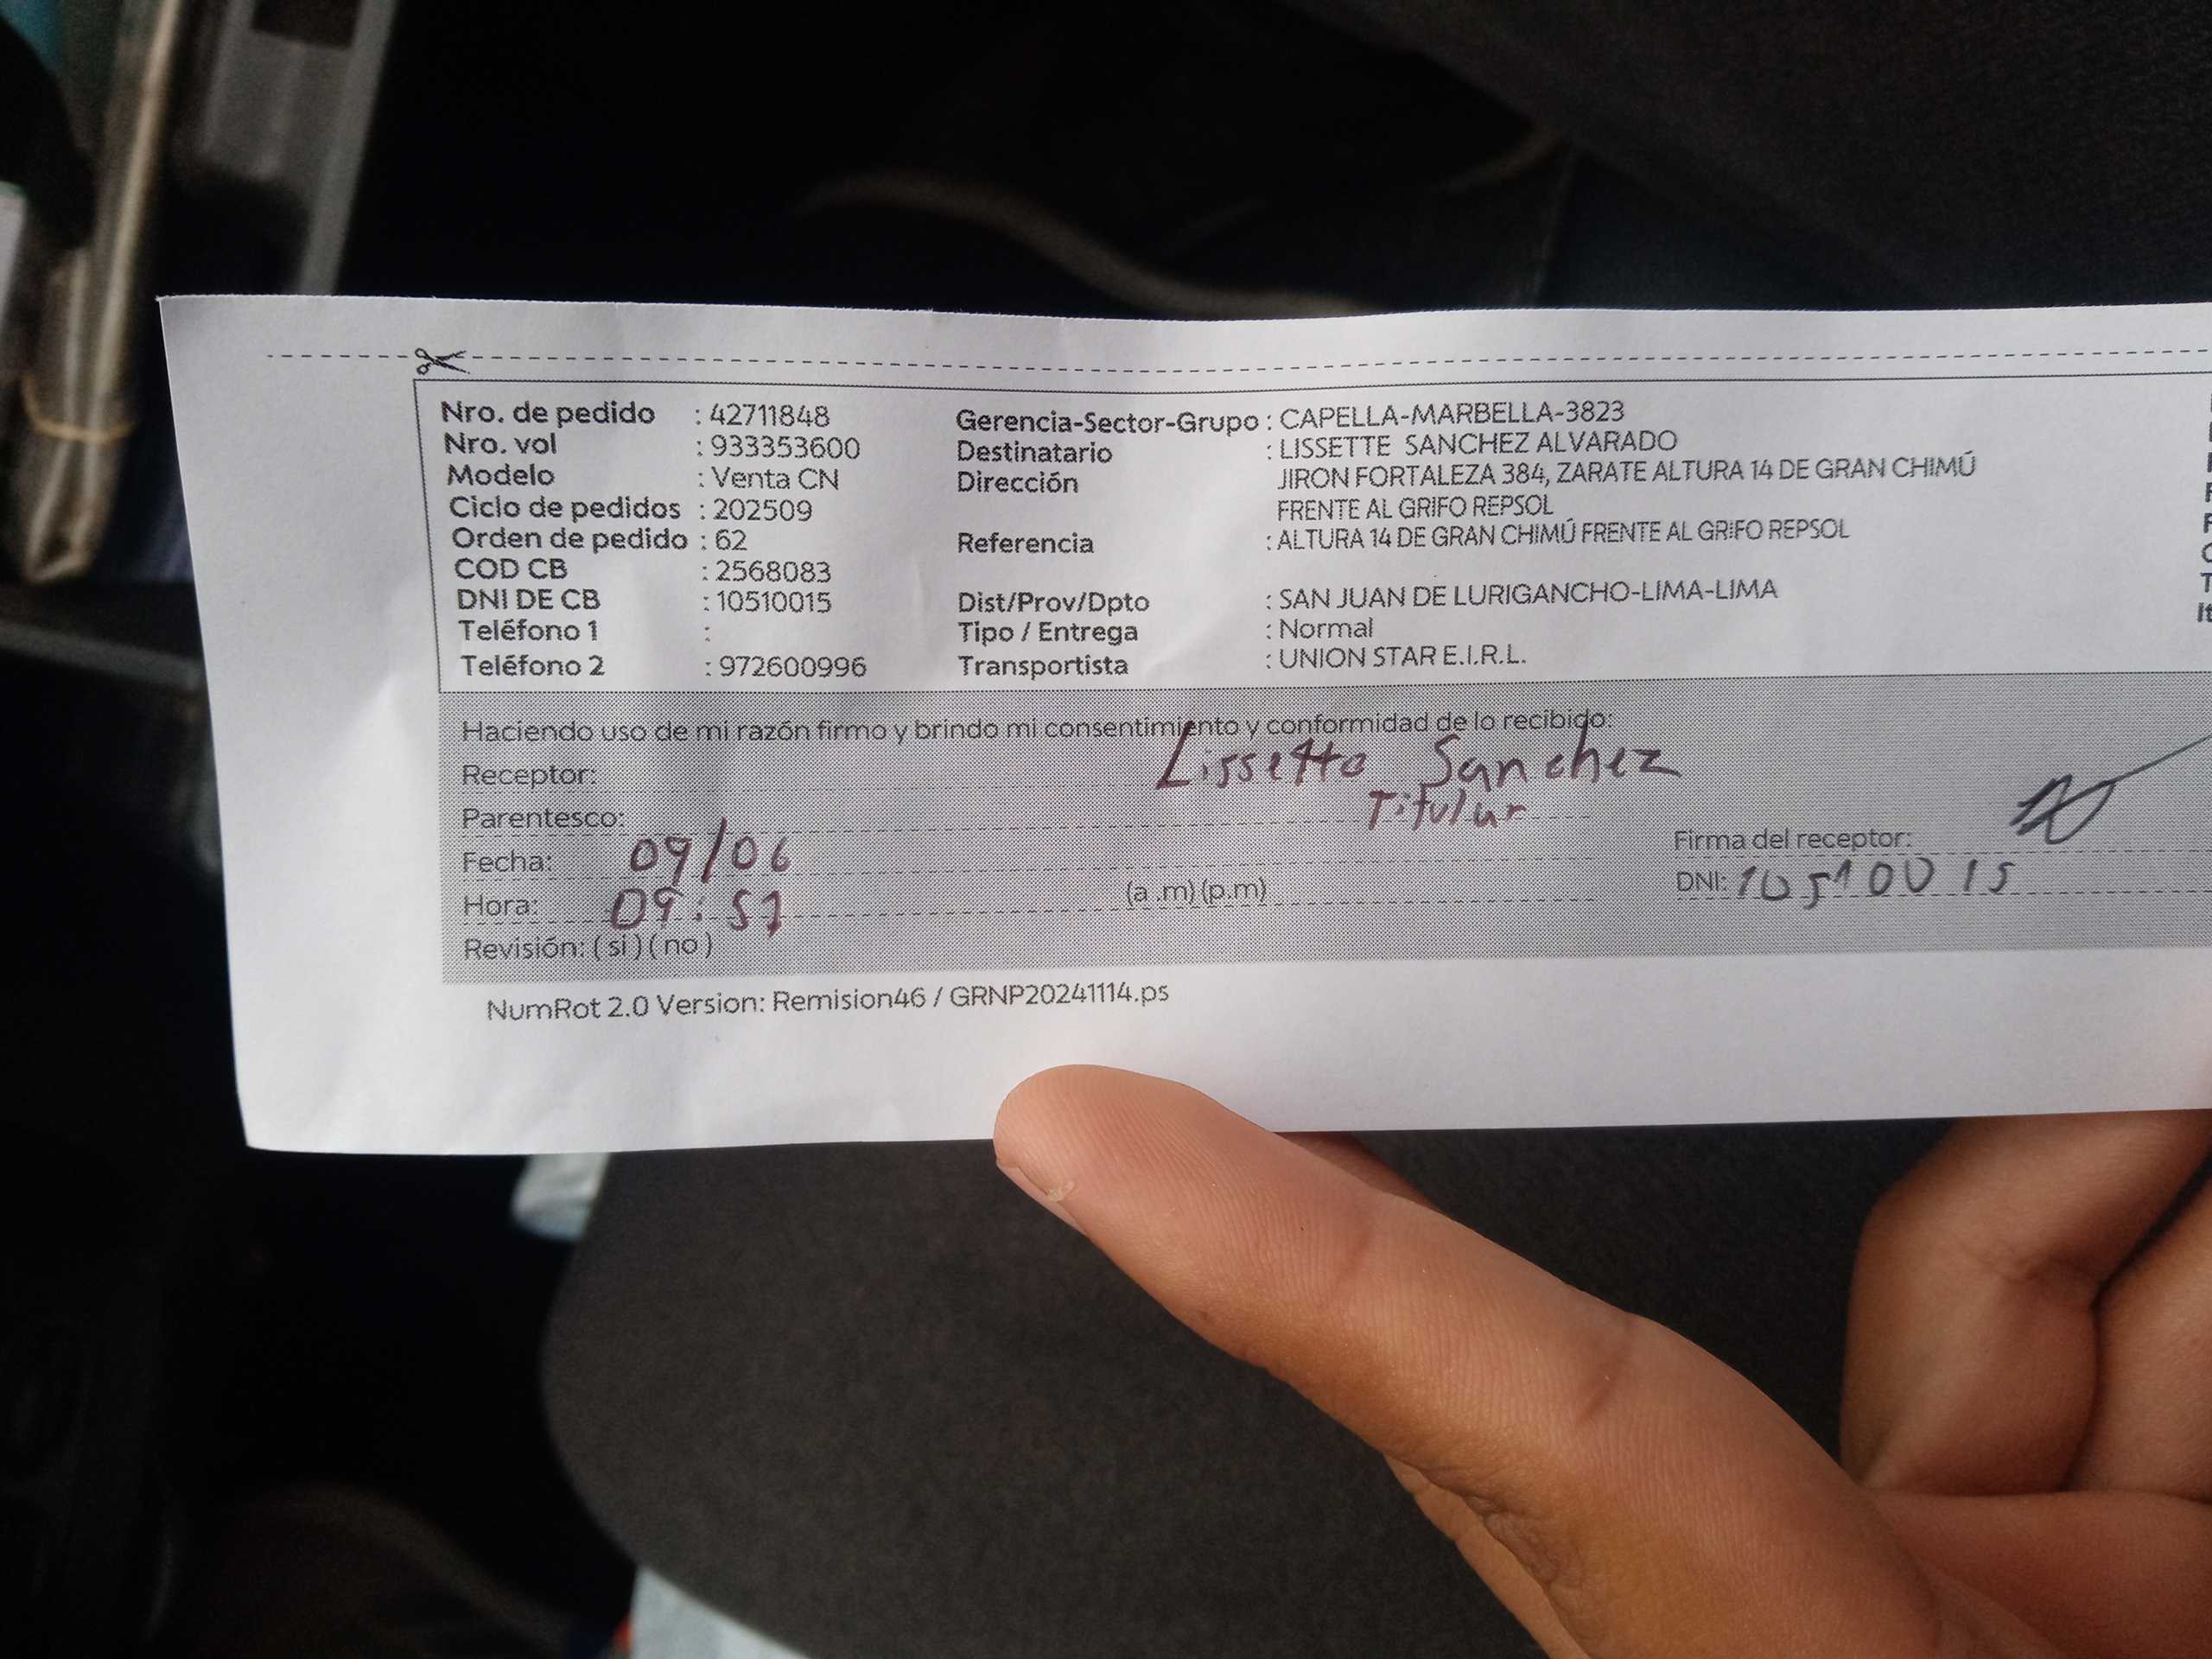 Nro. de pedido : 42711848
Nro. vol : 933353600
Modelo : Venta CN
Ciclo de pedidos : 202509
Orden de pedido : 62
COD CB : 2568083
DNI DE CB : 10510015
Teléfono 1 :
Teléfono 2 : 972600996
Gerencia-Sector-Grupo : CAPELLA-MARBELLA-3823
Destinatario : LISSETTE SANCHEZ ALVARADO
Dirección JIRON FORTALEZA 384, ZARATE ALTURA 14 DE GRAN CHIMÚ
FRENTE AL GRIFO REPSOL
Referencia : ALTURA 14 DE GRAN CHIMÚ FRENTE AL GRIFO REPSOL
Dist/Prov/Dpto : SAN JUAN DE LURIGANCHO-LIMA-LIMA
Tipo / Entrega : Normal
Transportista : UNION STAR E.I.R.L.
Haciendo uso de mi razón firmo y brindo mi consentimiento y conformidad de lo recibido:
Receptor: Lissette Sanchez
Parentesco: Titular
Fecha: 09/06
Hora: 09:51 (a.m)(p.m)
Revisión: (si)(no)
Firma del receptor:
DNI: 10510015
NumRot 2.0 Version: Remision46 / GRNP20241114.ps